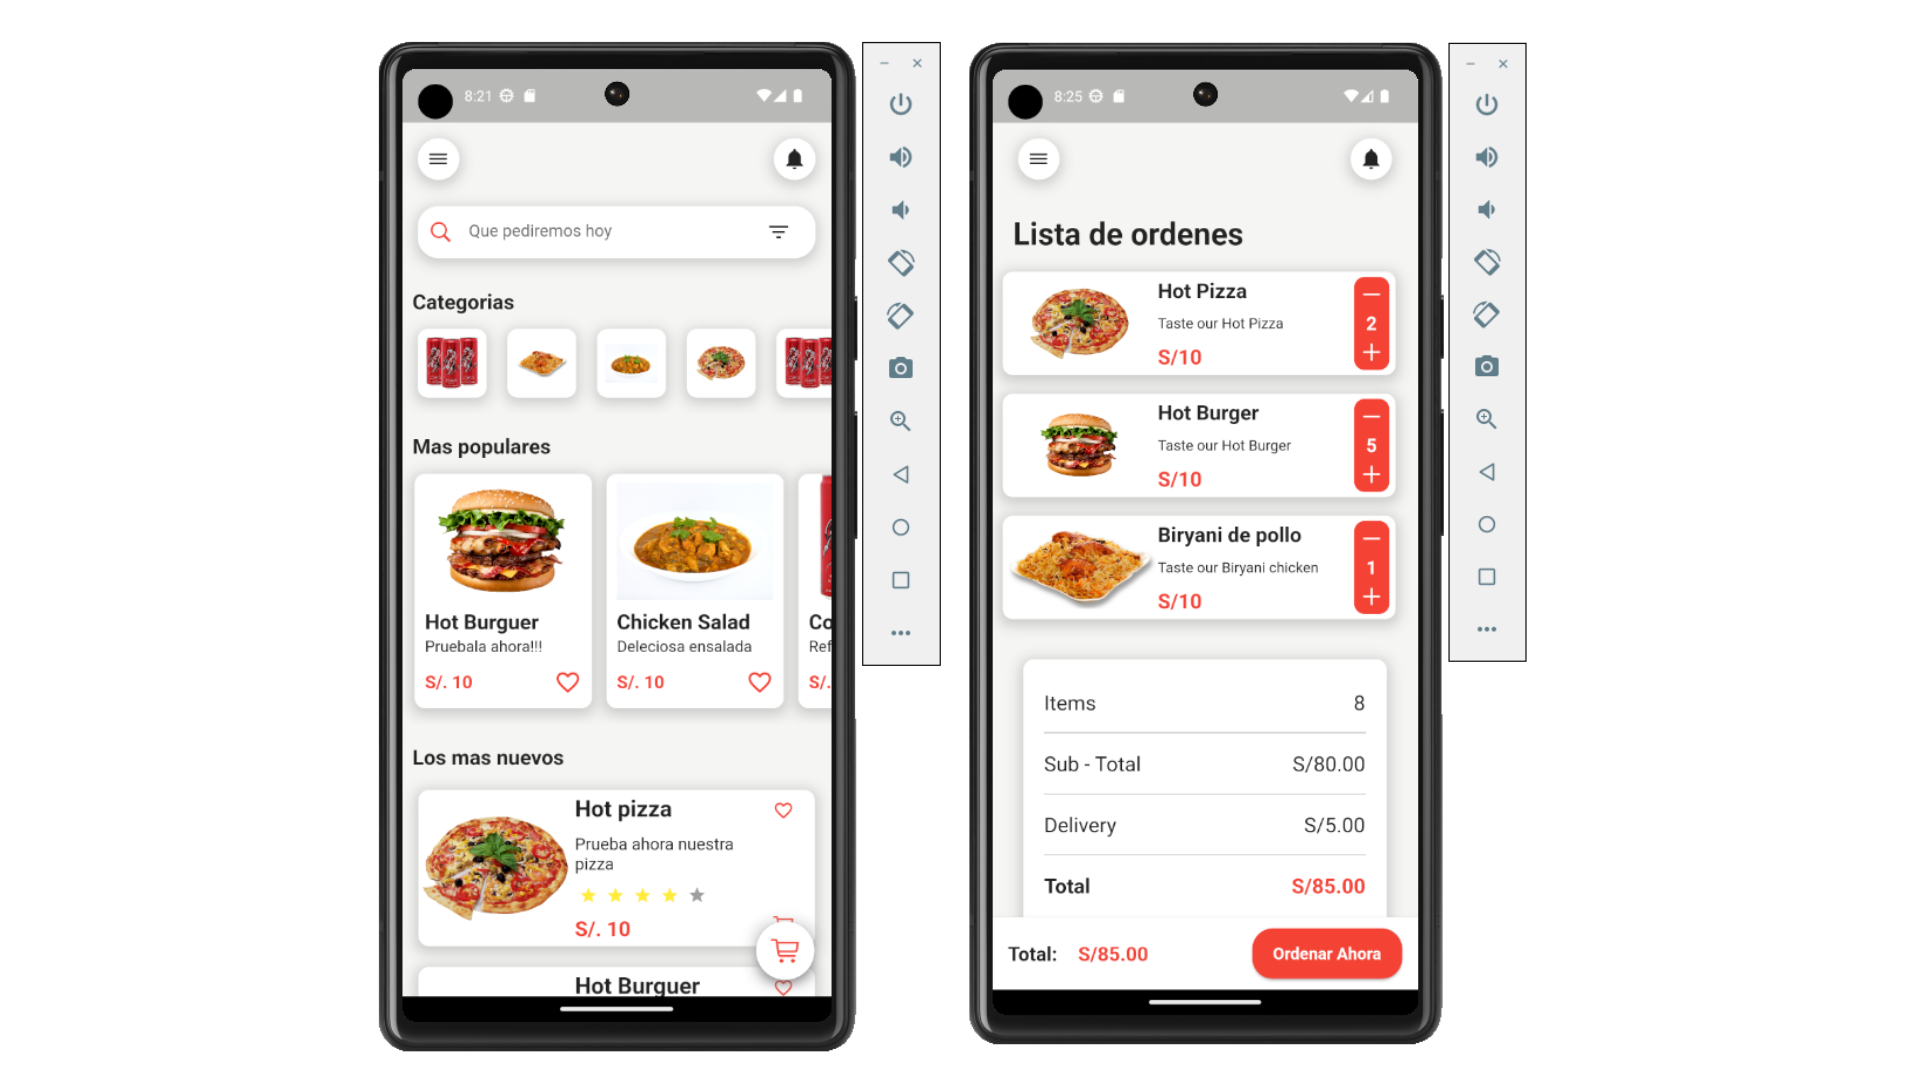 8:21
Que pediremos hoy
Categorias
Mas populares
Hot Burguer
Pruebala ahora!!!
S/. 10
Chicken Salad
Deleciosa ensalada
S/. 10
Co
Ref
S/.
Los mas nuevos
Hot pizza
Prueba ahora nuestra
pizza
S/. 10
Hot Burguer
8:25
Lista de ordenes
Hot Pizza
Taste our Hot Pizza
S/10
2
Hot Burger
Taste our Hot Burger
S/10
5
Biryani de pollo
Taste our Biryani chicken
S/10
1
Items 8
Sub - Total S/80.00
Delivery S/5.00
Total S/85.00
Total: S/85.00
Ordenar Ahora